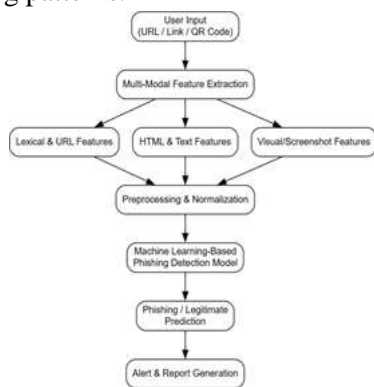 g patterns.
User Input
(URL / Link / QR Code)
Multi-Modal Feature Extraction
Lexical & URL Features
HTML & Text Features
Visual/Screenshot Features
Preprocessing & Normalization
Machine Learning-Based
Phishing Detection Model
Phishing / Legitimate
Prediction
Alert & Report Generation